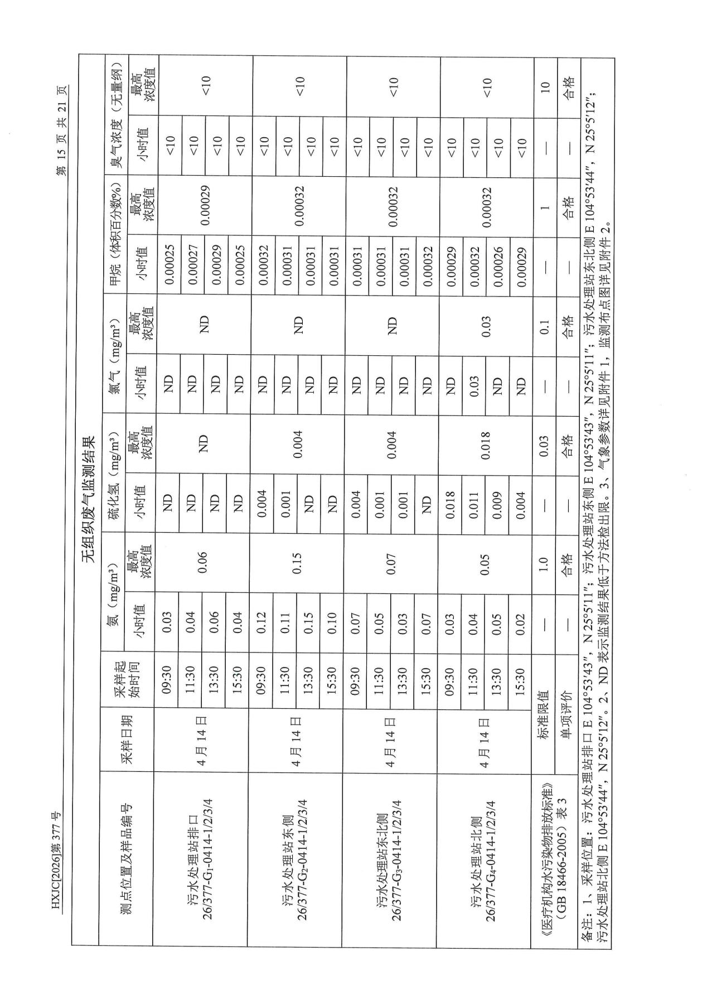 HXJC[2026]第 377 号 第 15 页 共 21 页
无组织废气监测结果
测点位置及样品编号 采样日期 采样起始时间 氨（mg/m³） 硫化氢（mg/m³） 氯气（mg/m³） 甲烷（体积百分数%） 臭气浓度（无量纲）
小时值 最高浓度值 小时值 最高浓度值 小时值 最高浓度值 小时值 最高浓度值 小时值 最高浓度值
污水处理站排口 26/377-G₁-0414-1/2/3/4 4 月 14 日 09:30 0.03 0.06 ND ND ND ND 0.00025 0.00029 <10 <10
11:30 0.04 ND ND 0.00027 <10
13:30 0.06 ND ND 0.00029 <10
15:30 0.04 ND ND 0.00025 <10
污水处理站东侧 26/377-G₂-0414-1/2/3/4 4 月 14 日 09:30 0.12 0.15 0.004 0.004 ND ND 0.00032 0.00032 <10 <10
11:30 0.11 0.001 ND 0.00031 <10
13:30 0.15 ND ND 0.00031 <10
15:30 0.10 ND ND 0.00031 <10
污水处理站东北侧 26/377-G₃-0414-1/2/3/4 4 月 14 日 09:30 0.07 0.07 0.004 0.004 ND ND 0.00031 0.00032 <10 <10
11:30 0.05 0.001 ND 0.00031 <10
13:30 0.03 0.001 ND 0.00031 <10
15:30 0.07 ND ND 0.00032 <10
污水处理站北侧 26/377-G₄-0414-1/2/3/4 4 月 14 日 09:30 0.03 0.05 0.018 0.018 ND 0.03 0.00029 0.00032 <10 <10
11:30 0.04 0.011 0.03 0.00032 <10
13:30 0.05 0.009 ND 0.00026 <10
15:30 0.02 0.004 ND 0.00029 <10
《医疗机构水污染物排放标准》（GB 18466-2005）表 3 标准限值 — 1.0 — 0.03 — 0.1 — 1 — 10
单项评价 — 合格 — 合格 — 合格 — 合格 — 合格
备注：1、采样位置：污水处理站排口 E 104°53′43″，N 25°5′11″；污水处理站东侧 E 104°53′43″，N 25°5′11″；污水处理站东北侧 E 104°53′44″，N 25°5′12″；
污水处理站北侧 E 104°53′44″，N 25°5′12″。2、ND 表示监测结果低于方法检出限。3、气象参数详见附件 1，监测布点图详见附件 2。